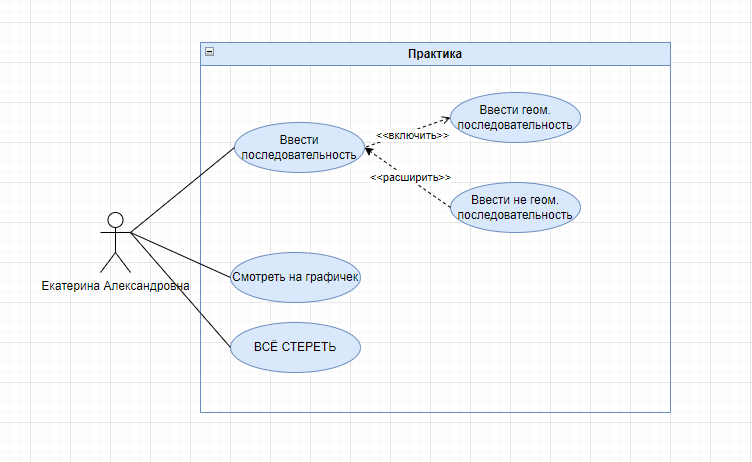 Практика
Ввести
последовательность
<<включить>>
Ввести геом.
последовательность
<<расширить>>
Ввести не геом.
последовательность
Екатерина Александровна
Смотреть на графичек
ВСЁ СТЕРЕТЬ